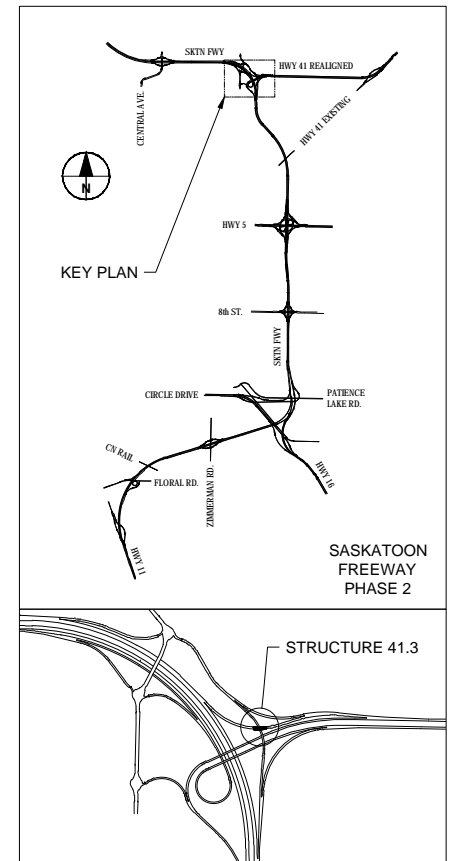 SKTN FWY
HWY 41 REALIGNED
CENTRAL AVE.
HWY 41 EXISTING
N
HWY 5
KEY PLAN
8th ST.
SKTN FWY
CIRCLE DRIVE
PATIENCE
LAKE RD.
CN RAIL
ZIMMERMAN RD.
HWY 16
FLORAL RD.
HWY 11
SASKATOON
FREEWAY
PHASE 2
STRUCTURE 41.3